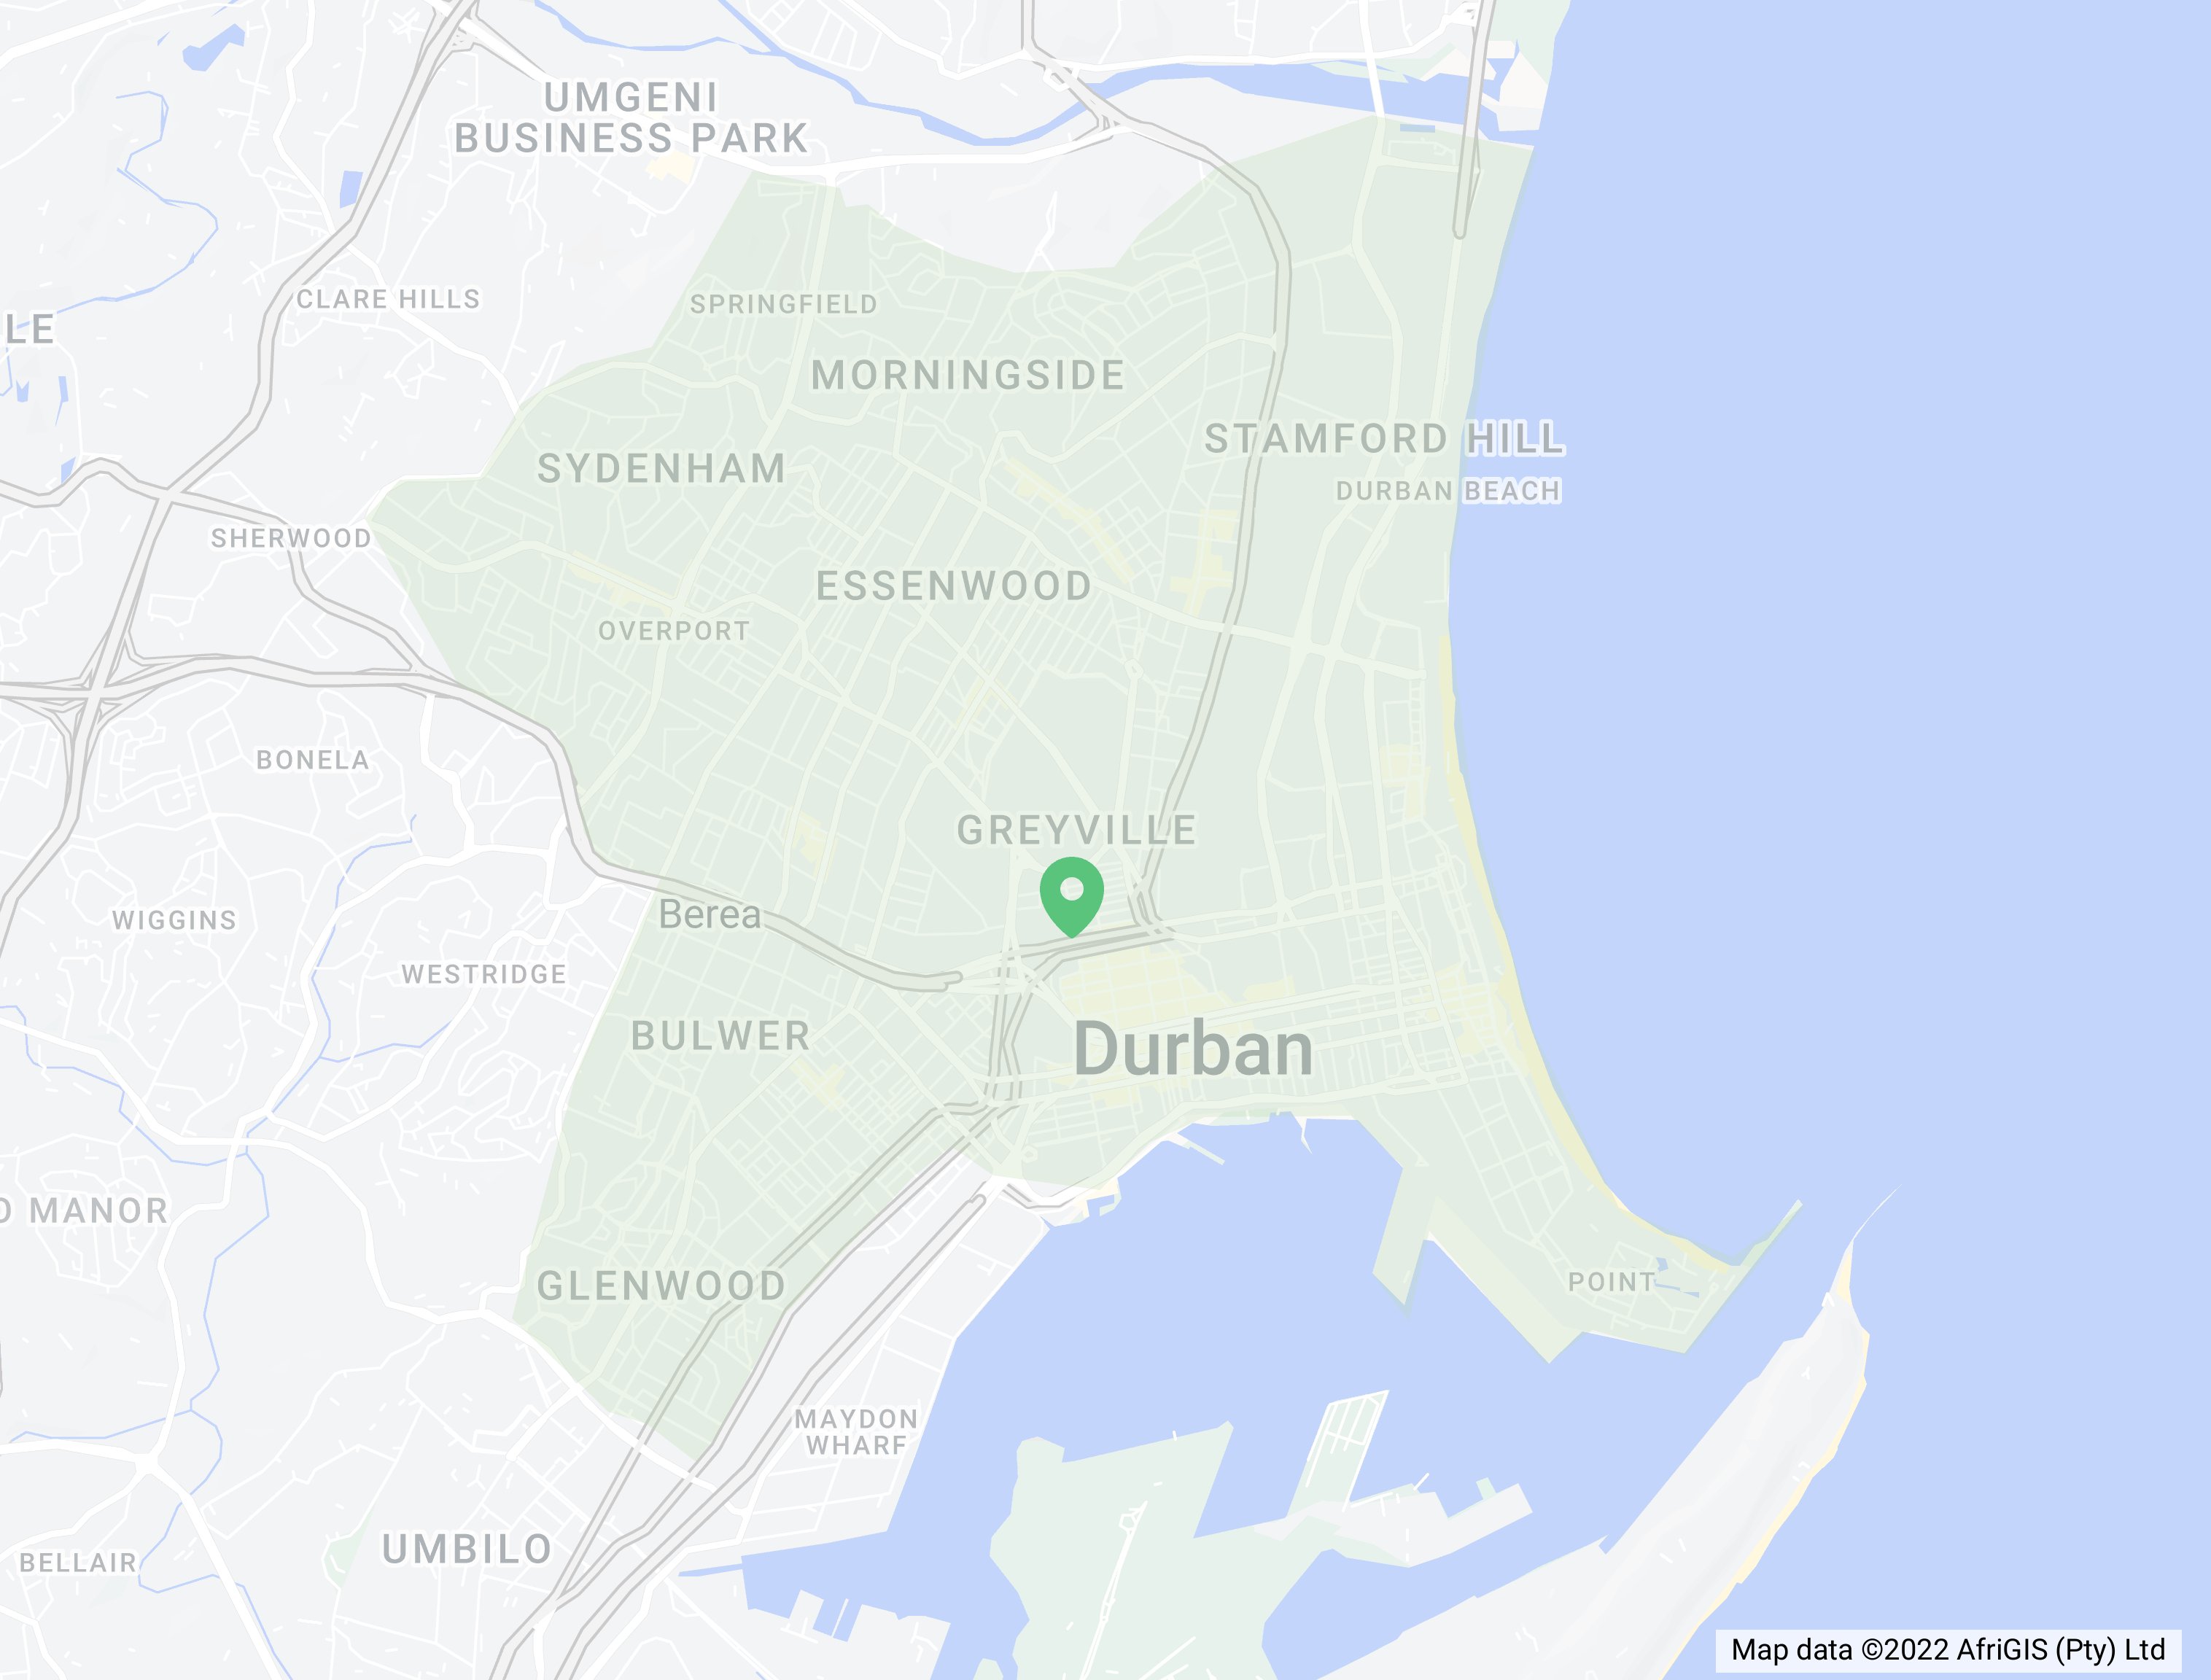 UMGENI
BUSINESS PARK
CLARE HILLS
SPRINGFIELD
LE
MORNINGSIDE
STAMFORD HILL
SYDENHAM
DURBAN BEACH
SHERWOOD
ESSENWOOD
OVERPORT
BONELA
GREYVILLE
Berea
WIGGINS
WESTRIDGE
BULWER
Durban
O MANOR
GLENWOOD
POINT
MAYDON
WHARF
UMBILO
BELLAIR
Map data ©2022 AfriGIS (Pty) Ltd